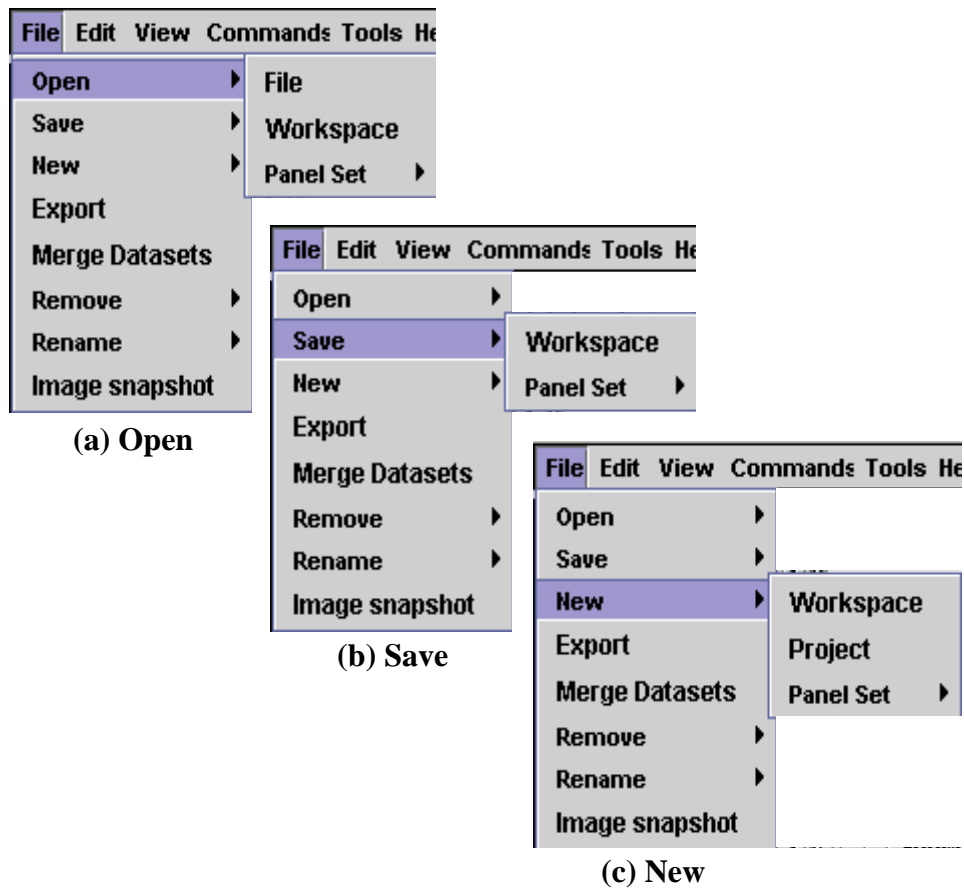 File Edit View Commands Tools He
Open
File
Save
Workspace
New
Panel Set
Export
Merge Datasets
Remove
Rename
Image snapshot
(a) Open
File Edit View Commands Tools He
Open
Save
Workspace
New
Panel Set
Export
Merge Datasets
Remove
Rename
Image snapshot
(b) Save
File Edit View Commands Tools He
Open
Save
New
Workspace
Export
Project
Merge Datasets
Panel Set
Remove
Rename
Image snapshot
(c) New